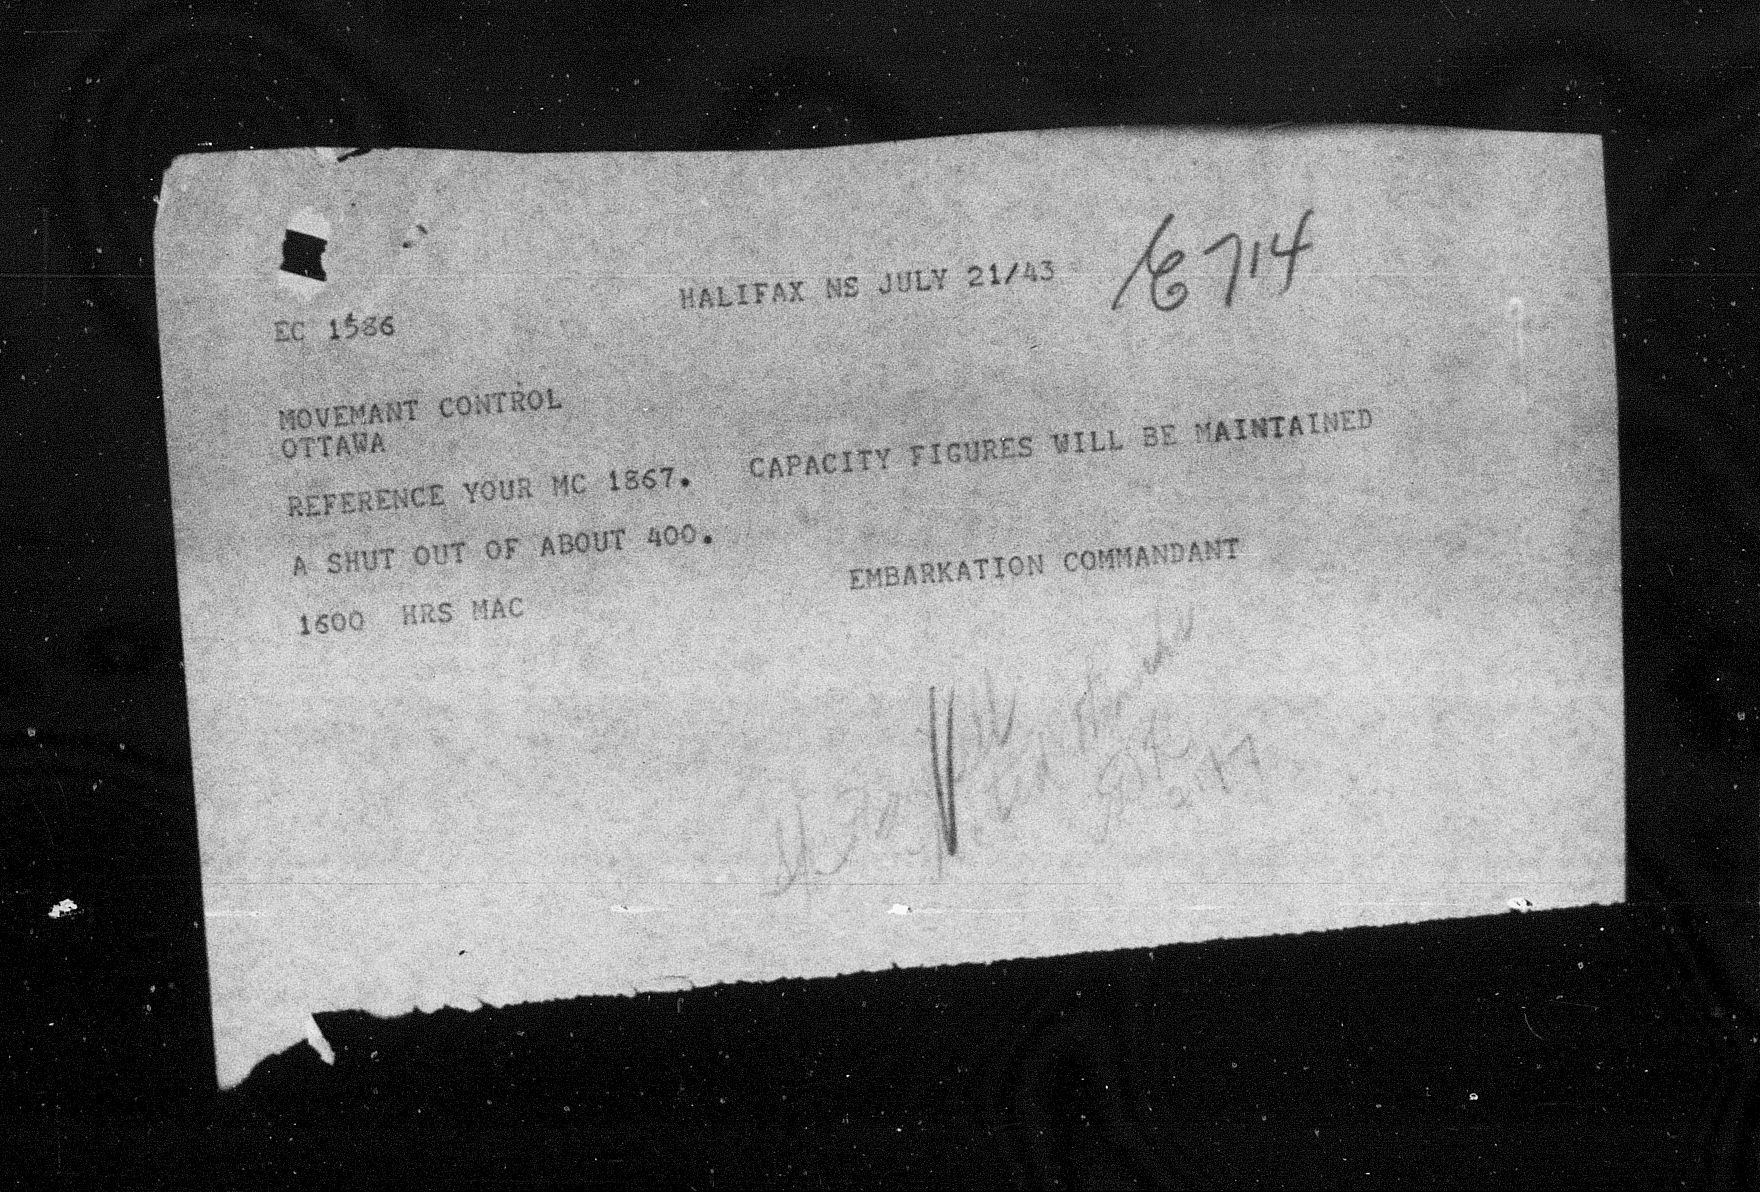 HALIFAX NS JULY 21/43 E714
EC 1586
MOVEMANT CONTROL
OTTAWA
REFERENCE YOUR MC 1867. CAPACITY FIGURES WILL BE MAINTAINED
A SHUT OUT OF ABOUT 400.
EMBARKATION COMMANDANT
1600 HRS MAC